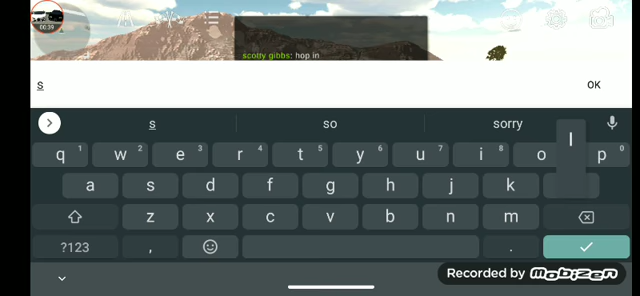 00:39
scotty gibbs: hop in
s
OK
s so sorry
q 1 w 2 e 3 r 4 t 5 y 6 u 7 i 8 o p 0
l
a s d f g h j k
z x c v b n m
?123 , .
Recorded by MOBIZEN